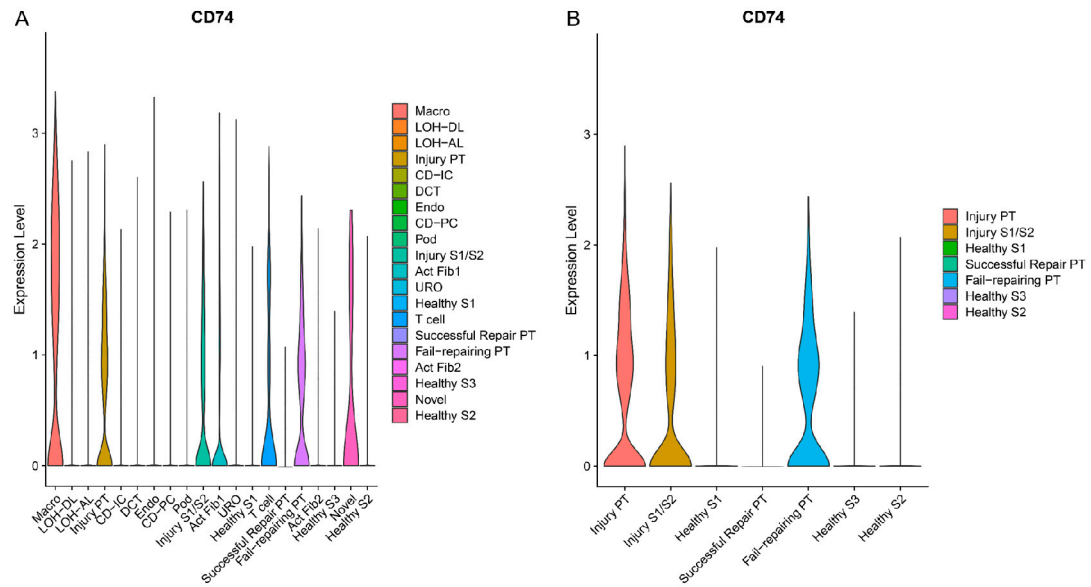 A
CD74
Expression Level
3
2
1
0
Macro
LOH-DL
LOH-AL
Injury PT
CD-IC
DCT
Endo
CD-PC
Pod
Injury S1/S2
Act Fib1
URO
Healthy S1
T cell
Successful Repair PT
Fail-repairing PT
Act Fib2
Healthy S3
Novel
Healthy S2
Macro
LOH-DL
LOH-AL
Injury PT
CD-IC
DCT
Endo
CD-PC
Pod
Injury S1/S2
Act Fib1
URO
Healthy S1
T cell
Successful Repair PT
Fail-repairing PT
Act Fib2
Healthy S3
Novel
Healthy S2
B
CD74
Expression Level
3
2
1
0
Injury PT
Injury S1/S2
Healthy S1
Successful Repair PT
Fail-repairing PT
Healthy S3
Healthy S2
Injury PT
Injury S1/S2
Healthy S1
Successful Repair PT
Fail-repairing PT
Healthy S3
Healthy S2